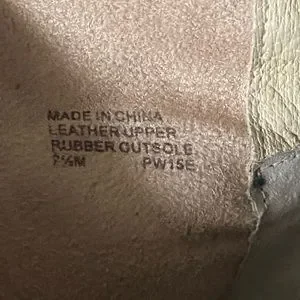 MADE IN CHINA
LEATHER UPPER
RUBBER OUTSOLE
7½M PW15E